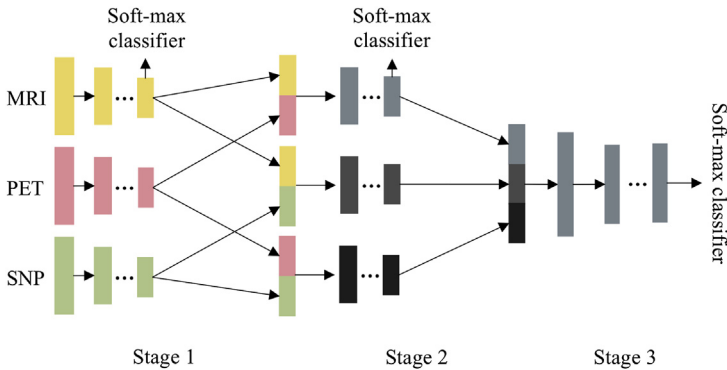 Soft-max
classifier
Soft-max
classifier
MRI
PET
SNP
Soft-max classifier
Stage 1
Stage 2
Stage 3